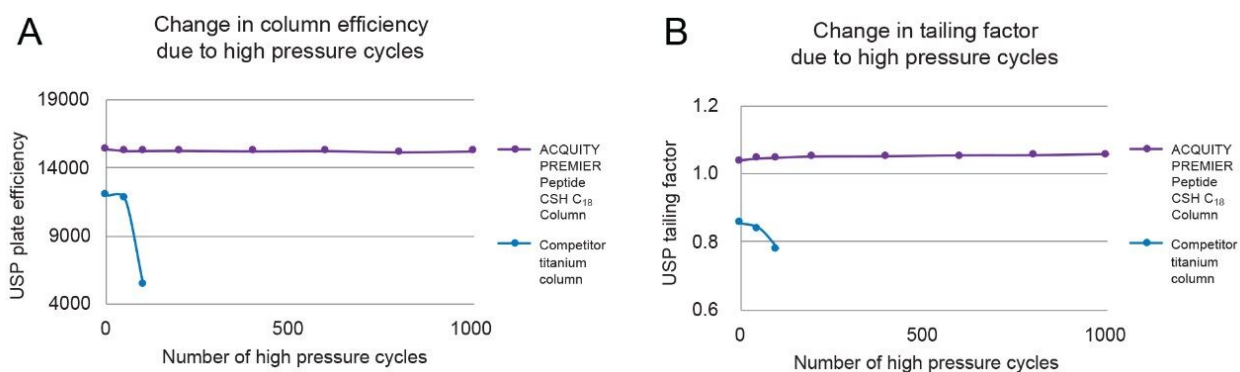 A
Change in column efficiency
due to high pressure cycles
19000
14000
9000
4000
USP plate efficiency
0
500
1000
Number of high pressure cycles
ACQUITY
PREMIER
Peptide
CSH C₁₈
Column
Competitor
titanium
column
B
Change in tailing factor
due to high pressure cycles
1.2
1.0
0.8
0.6
USP tailing factor
0
500
1000
Number of high pressure cycles
ACQUITY
PREMIER
Peptide
CSH C₁₈
Column
Competitor
titanium
column